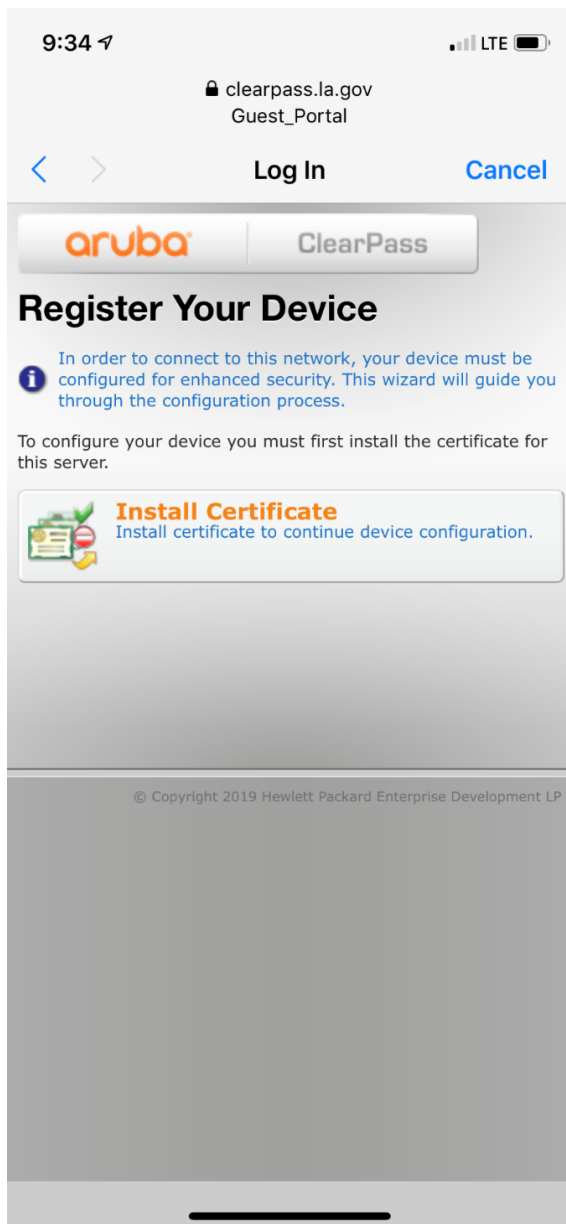 9:34
LTE
clearpass.la.gov
Guest_Portal
Log In
Cancel
aruba
ClearPass
Register Your Device
In order to connect to this network, your device must be
configured for enhanced security. This wizard will guide you
through the configuration process.
To configure your device you must first install the certificate for
this server.
Install Certificate
Install certificate to continue device configuration.
© Copyright 2019 Hewlett Packard Enterprise Development LP